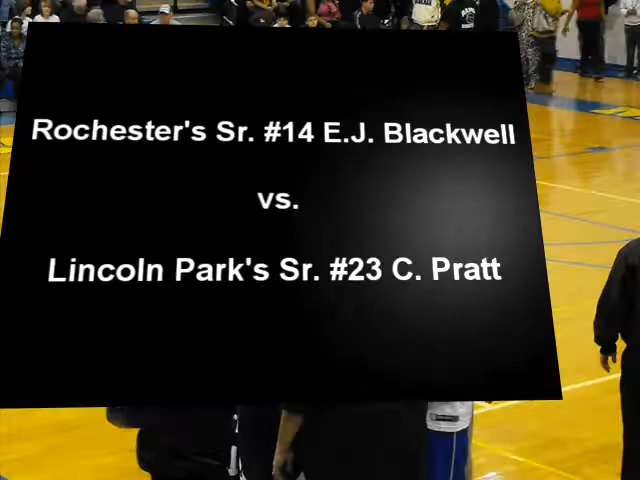 Rochester's Sr. #14 E.J. Blackwell
vs.
Lincoln Park's Sr. #23 C. Pratt